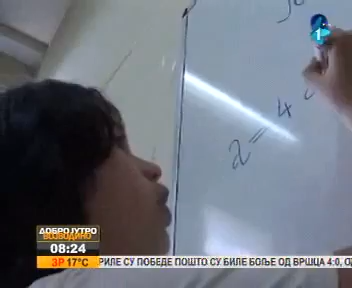 1
2 = 4
ДОБРО ЈУТРО
ВОЈВОДИНО
08:24
ЗР 17°C РИЛЕ СУ ПОБЕДЕ ПОШТО СУ БИЛЕ БОЉЕ ОД ВРШЦА 4:0, О